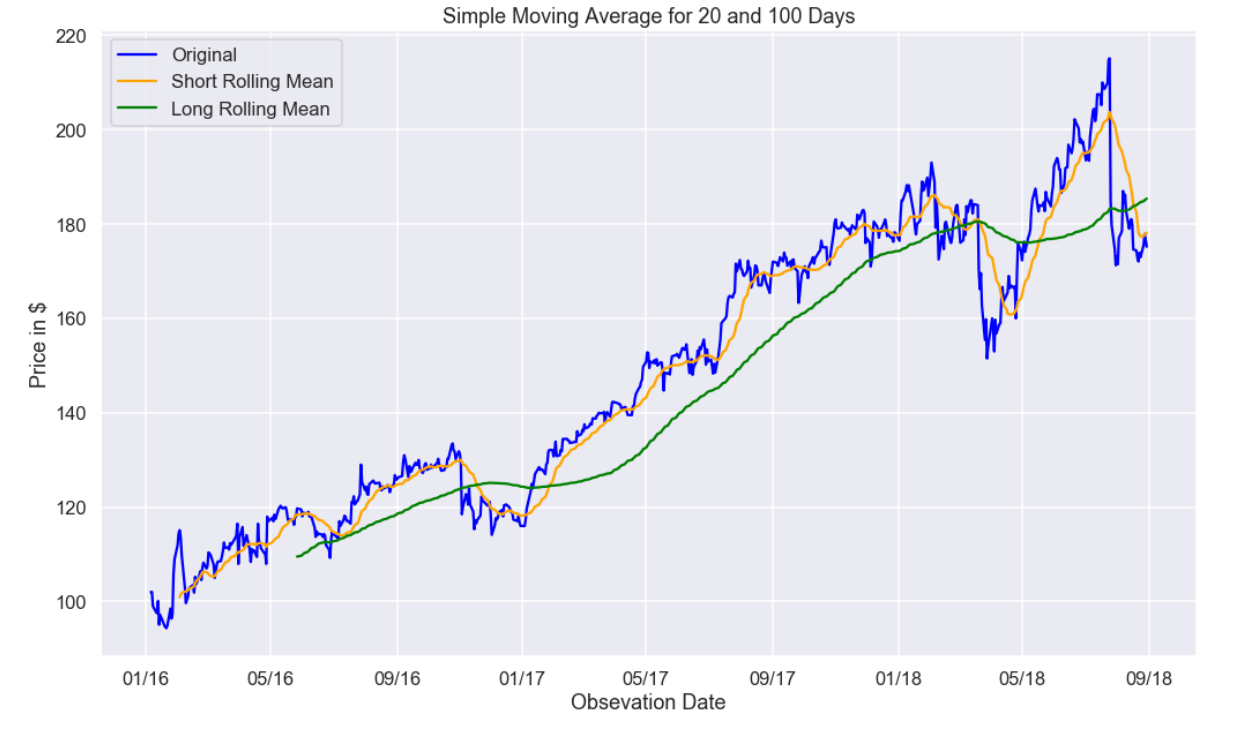 Simple Moving Average for 20 and 100 Days
Original
Short Rolling Mean
Long Rolling Mean
220
200
180
160
140
120
100
Price in $
01/16 05/16 09/16 01/17 05/17 09/17 01/18 05/18 09/18
Obsevation Date